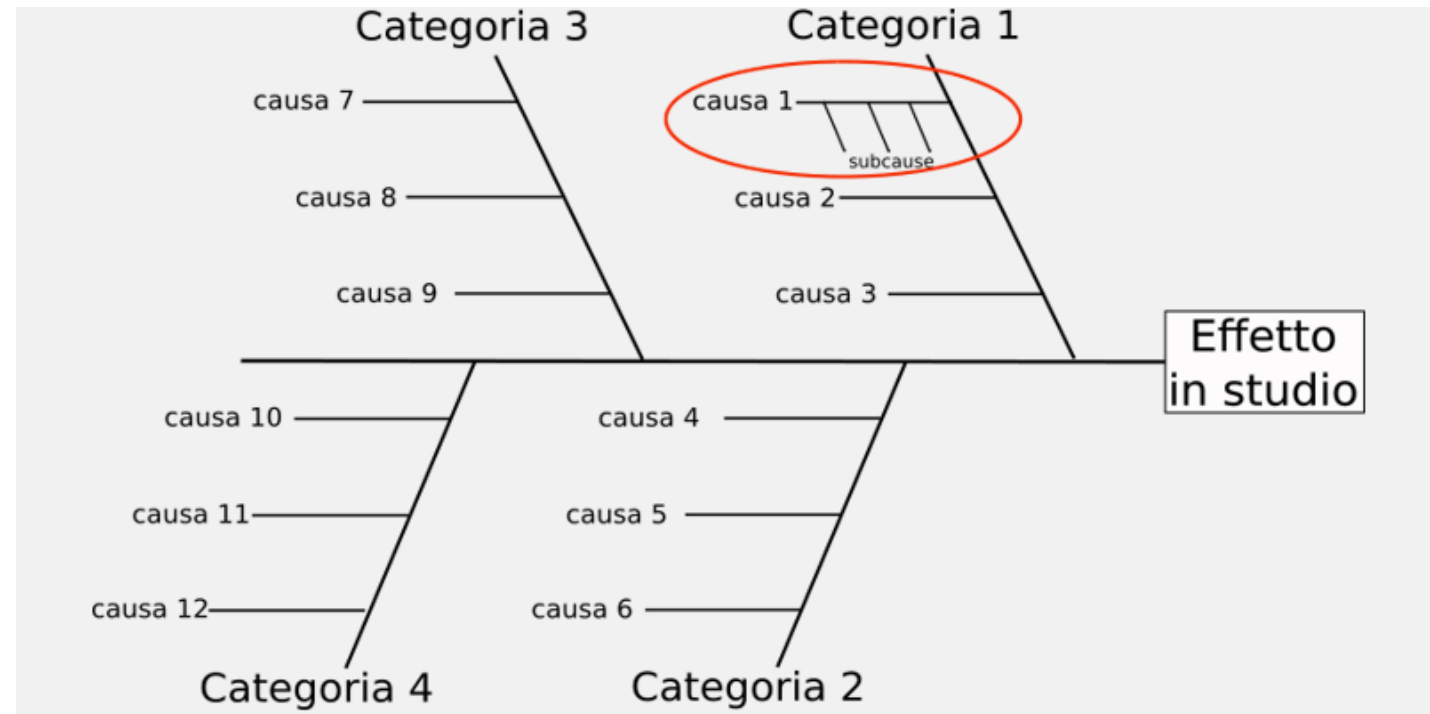 Categoria 3
Categoria 1
causa 7
causa 1
subcause
causa 8
causa 2
causa 9
causa 3
Effetto
in studio
causa 10
causa 4
causa 11
causa 5
causa 12
causa 6
Categoria 4
Categoria 2